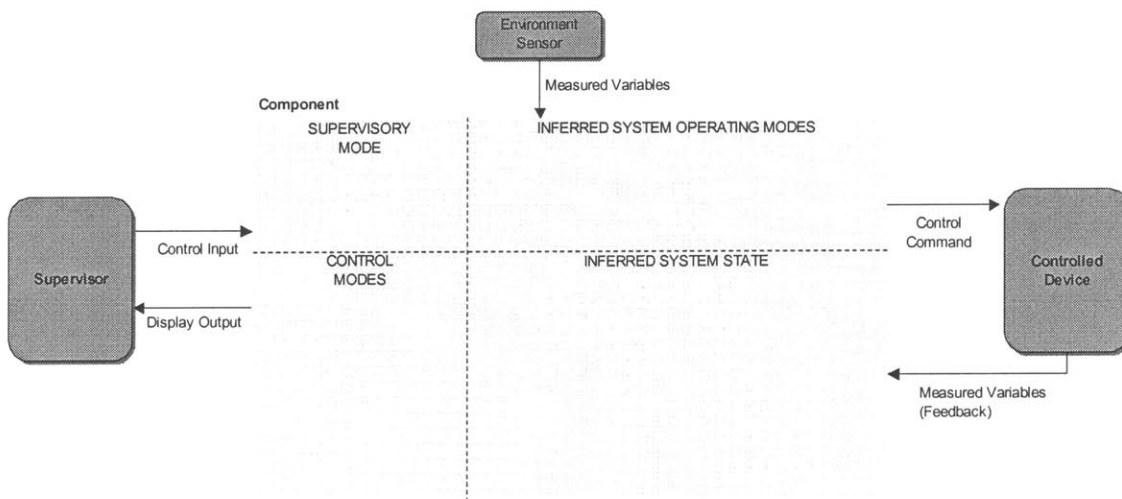 Environment
Sensor
Measured Variables
Component
SUPERVISORY
MODE
INFERRED SYSTEM OPERATING MODES
Supervisor
Control Input
Display Output
CONTROL
MODES
INFERRED SYSTEM STATE
Control
Command
Controlled
Device
Measured Variables
(Feedback)